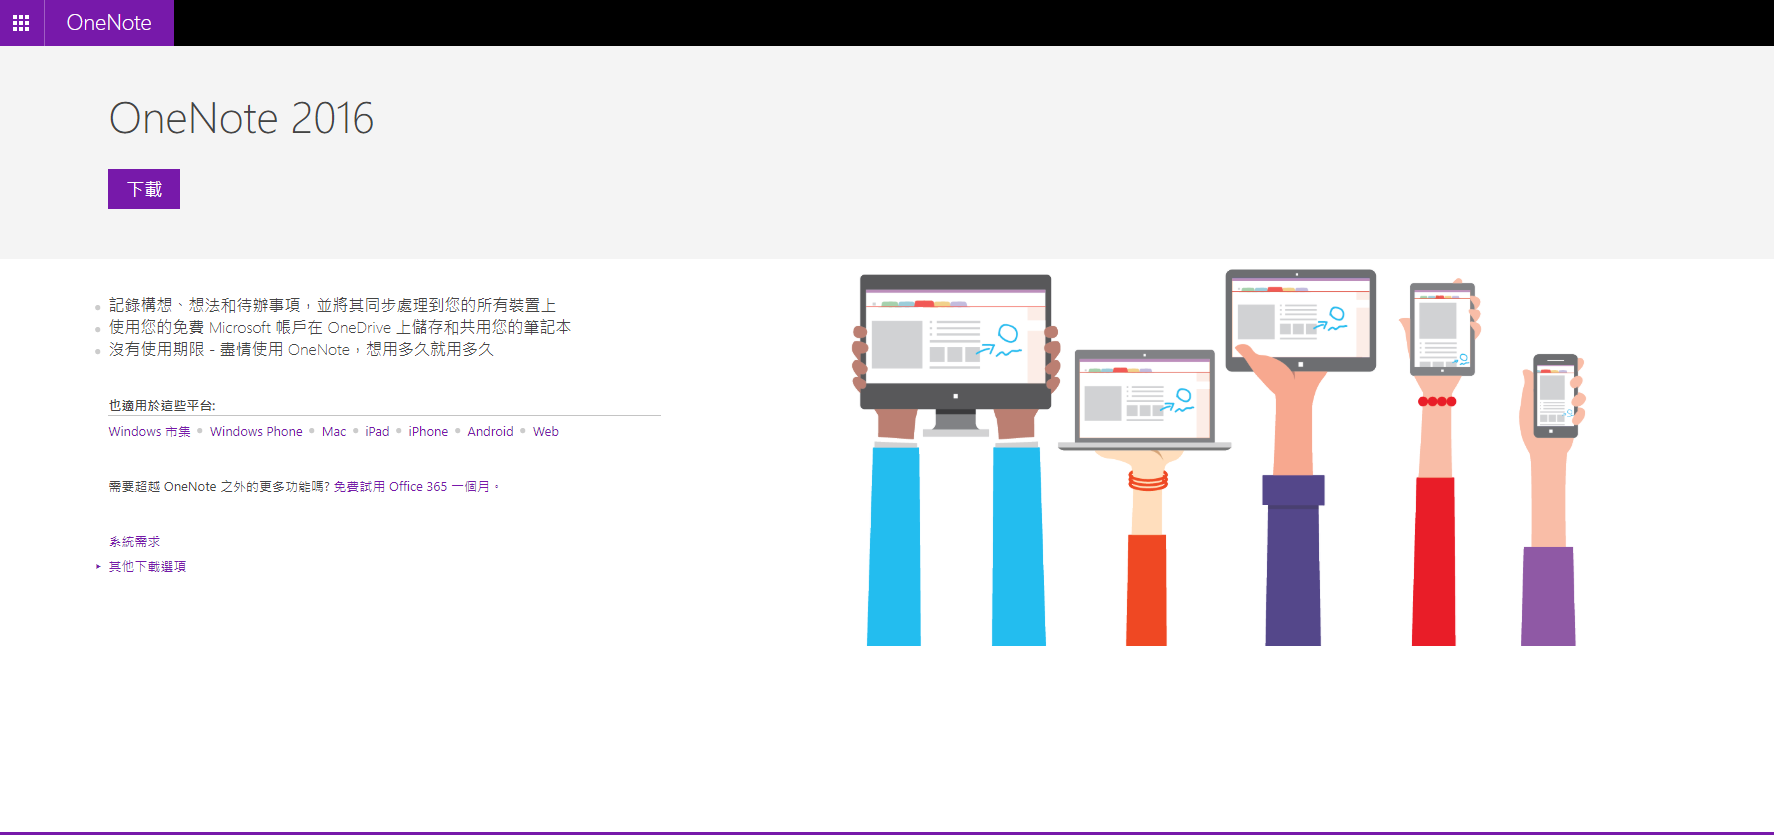 OneNote
OneNote 2016
下載
記錄構想、想法和待辦事項，並將其同步處理到您的所有裝置上
使用您的免費 Microsoft 帳戶在 OneDrive 上儲存和共用您的筆記本
沒有使用期限 - 盡情使用 OneNote，想用多久就用多久
也適用於這些平台:
Windows 市集 • Windows Phone • Mac • iPad • iPhone • Android • Web
需要超越 OneNote 之外的更多功能嗎? 免費試用 Office 365 一個月。
系統需求
其他下載選項